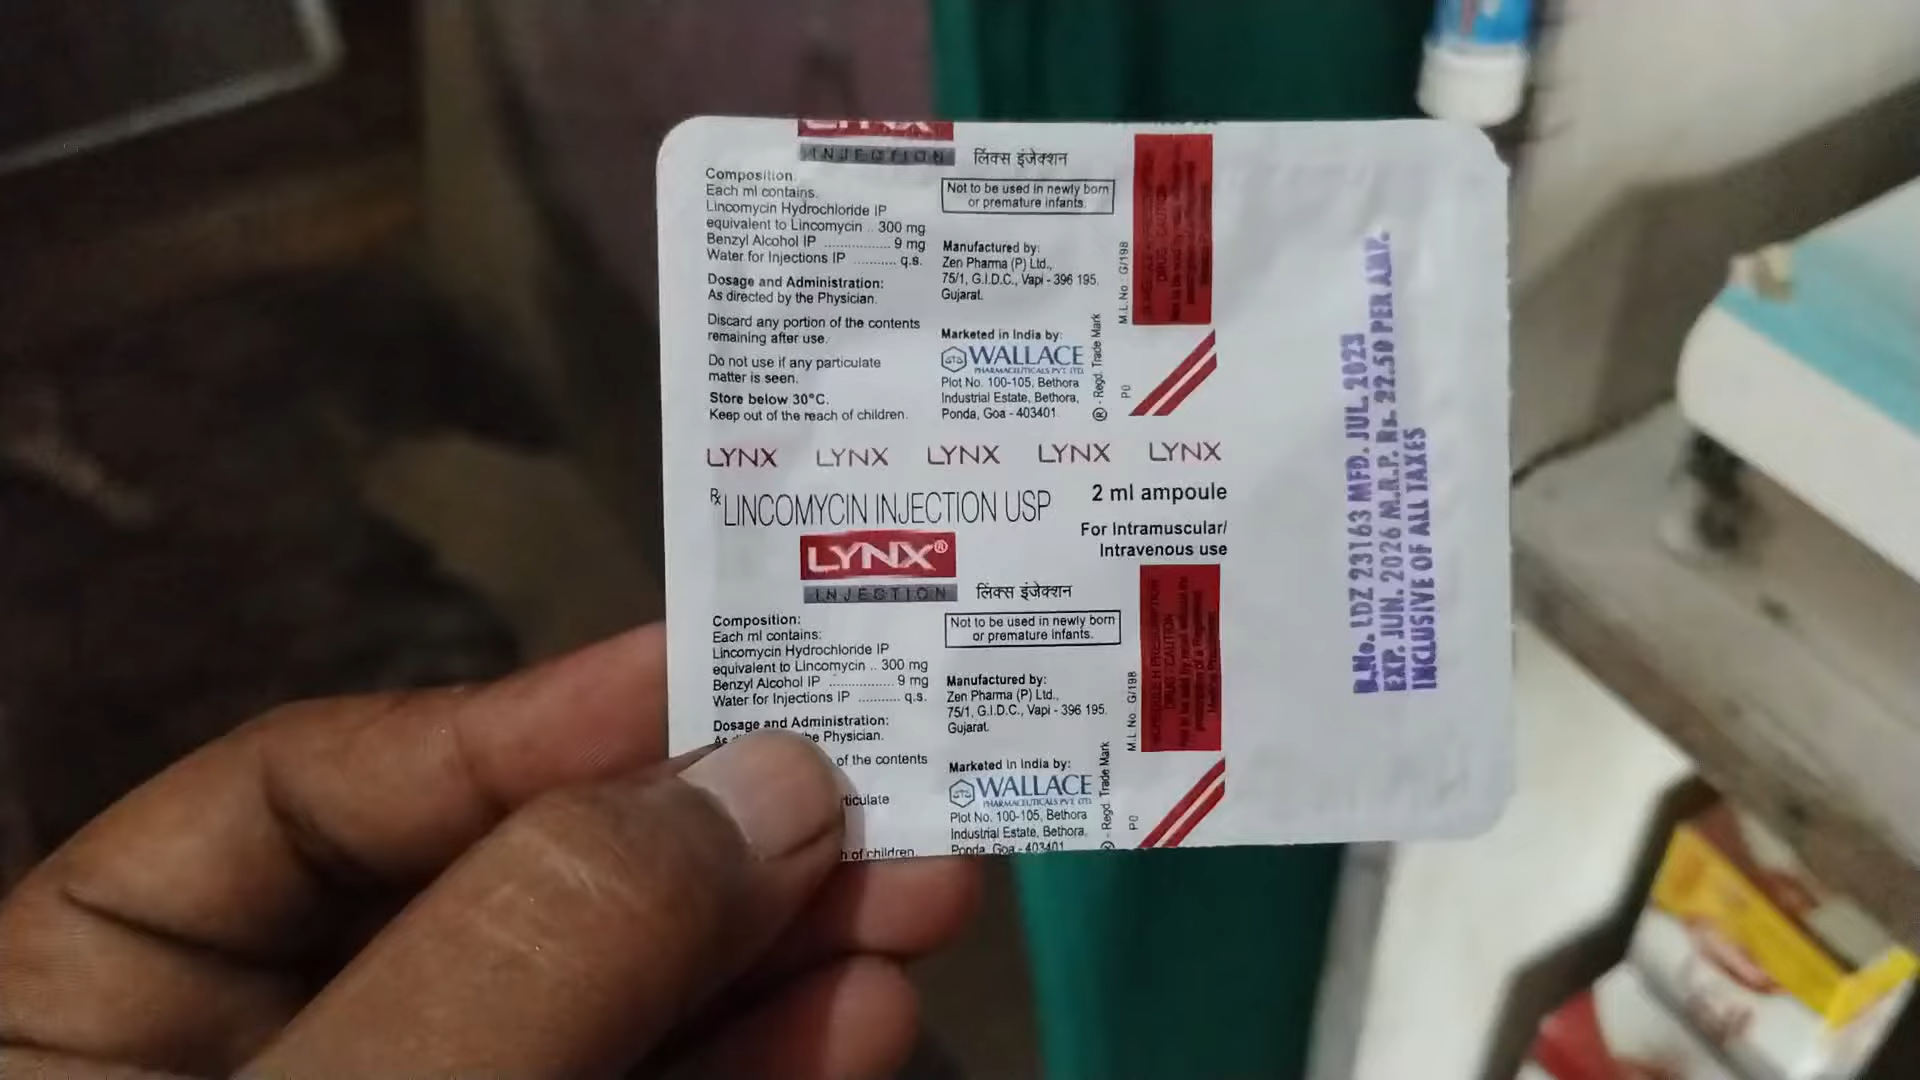 LYNX
INJECTION
लिंक्स इंजेक्शन
Composition.
Each ml contains.
Lincomycin Hydrochloride IP
equivalent to Lincomycin .. 300 mg
Benzyl Alcohol IP ................ 9 mg
Water for Injections IP ........... q.s.
Dosage and Administration:
As directed by the Physician.
Discard any portion of the contents
remaining after use.
Do not use if any particulate
matter is seen.
Store below 30°C.
Keep out of the reach of children.
Not to be used in newly born
or premature infants.
Manufactured by:
Zen Pharma (P) Ltd.,
75/1, G.I.D.C., Vapi - 396 195.
Gujarat.
Marketed in India by:
WALLACE
PHARMACEUTICALS PVT. LTD.
Plot No. 100-105, Bethora
Industrial Estate, Bethora,
Ponda, Goa - 403401
® - Regd. Trade Mark
M.L.No.: G/198
P0
LYNX LYNX LYNX LYNX LYNX
Rx LINCOMYCIN INJECTION USP
2 ml ampoule
For Intramuscular/
Intravenous use
LYNX®
INJECTION
लिंक्स इंजेक्शन
Composition:
Each ml contains:
Lincomycin Hydrochloride IP
equivalent to Lincomycin .. 300 mg
Benzyl Alcohol IP ................ 9 mg
Water for Injections IP ........... q.s.
Dosage and Administration:
As he Physician.
of the contents
ticulate
h of children.
Not to be used in newly born
or premature infants.
Manufactured by:
Zen Pharma (P) Ltd.,
75/1, G.I.D.C., Vapi - 396 195.
Gujarat.
Marketed in India by:
WALLACE
PHARMACEUTICALS PVT. LTD.
Plot No. 100-105, Bethora
Industrial Estate, Bethora,
Ponda, Goa - 403401
® - Regd. Trade Mark
M.L.No.: G/198
P0
DRUG CAUTION
B.No. LDZ 23163 MFD. JUL.2023
EXP. JUN. 2026 M.R.P. Rs. 22.50 PER AMP.
INCLUSIVE OF ALL TAXES